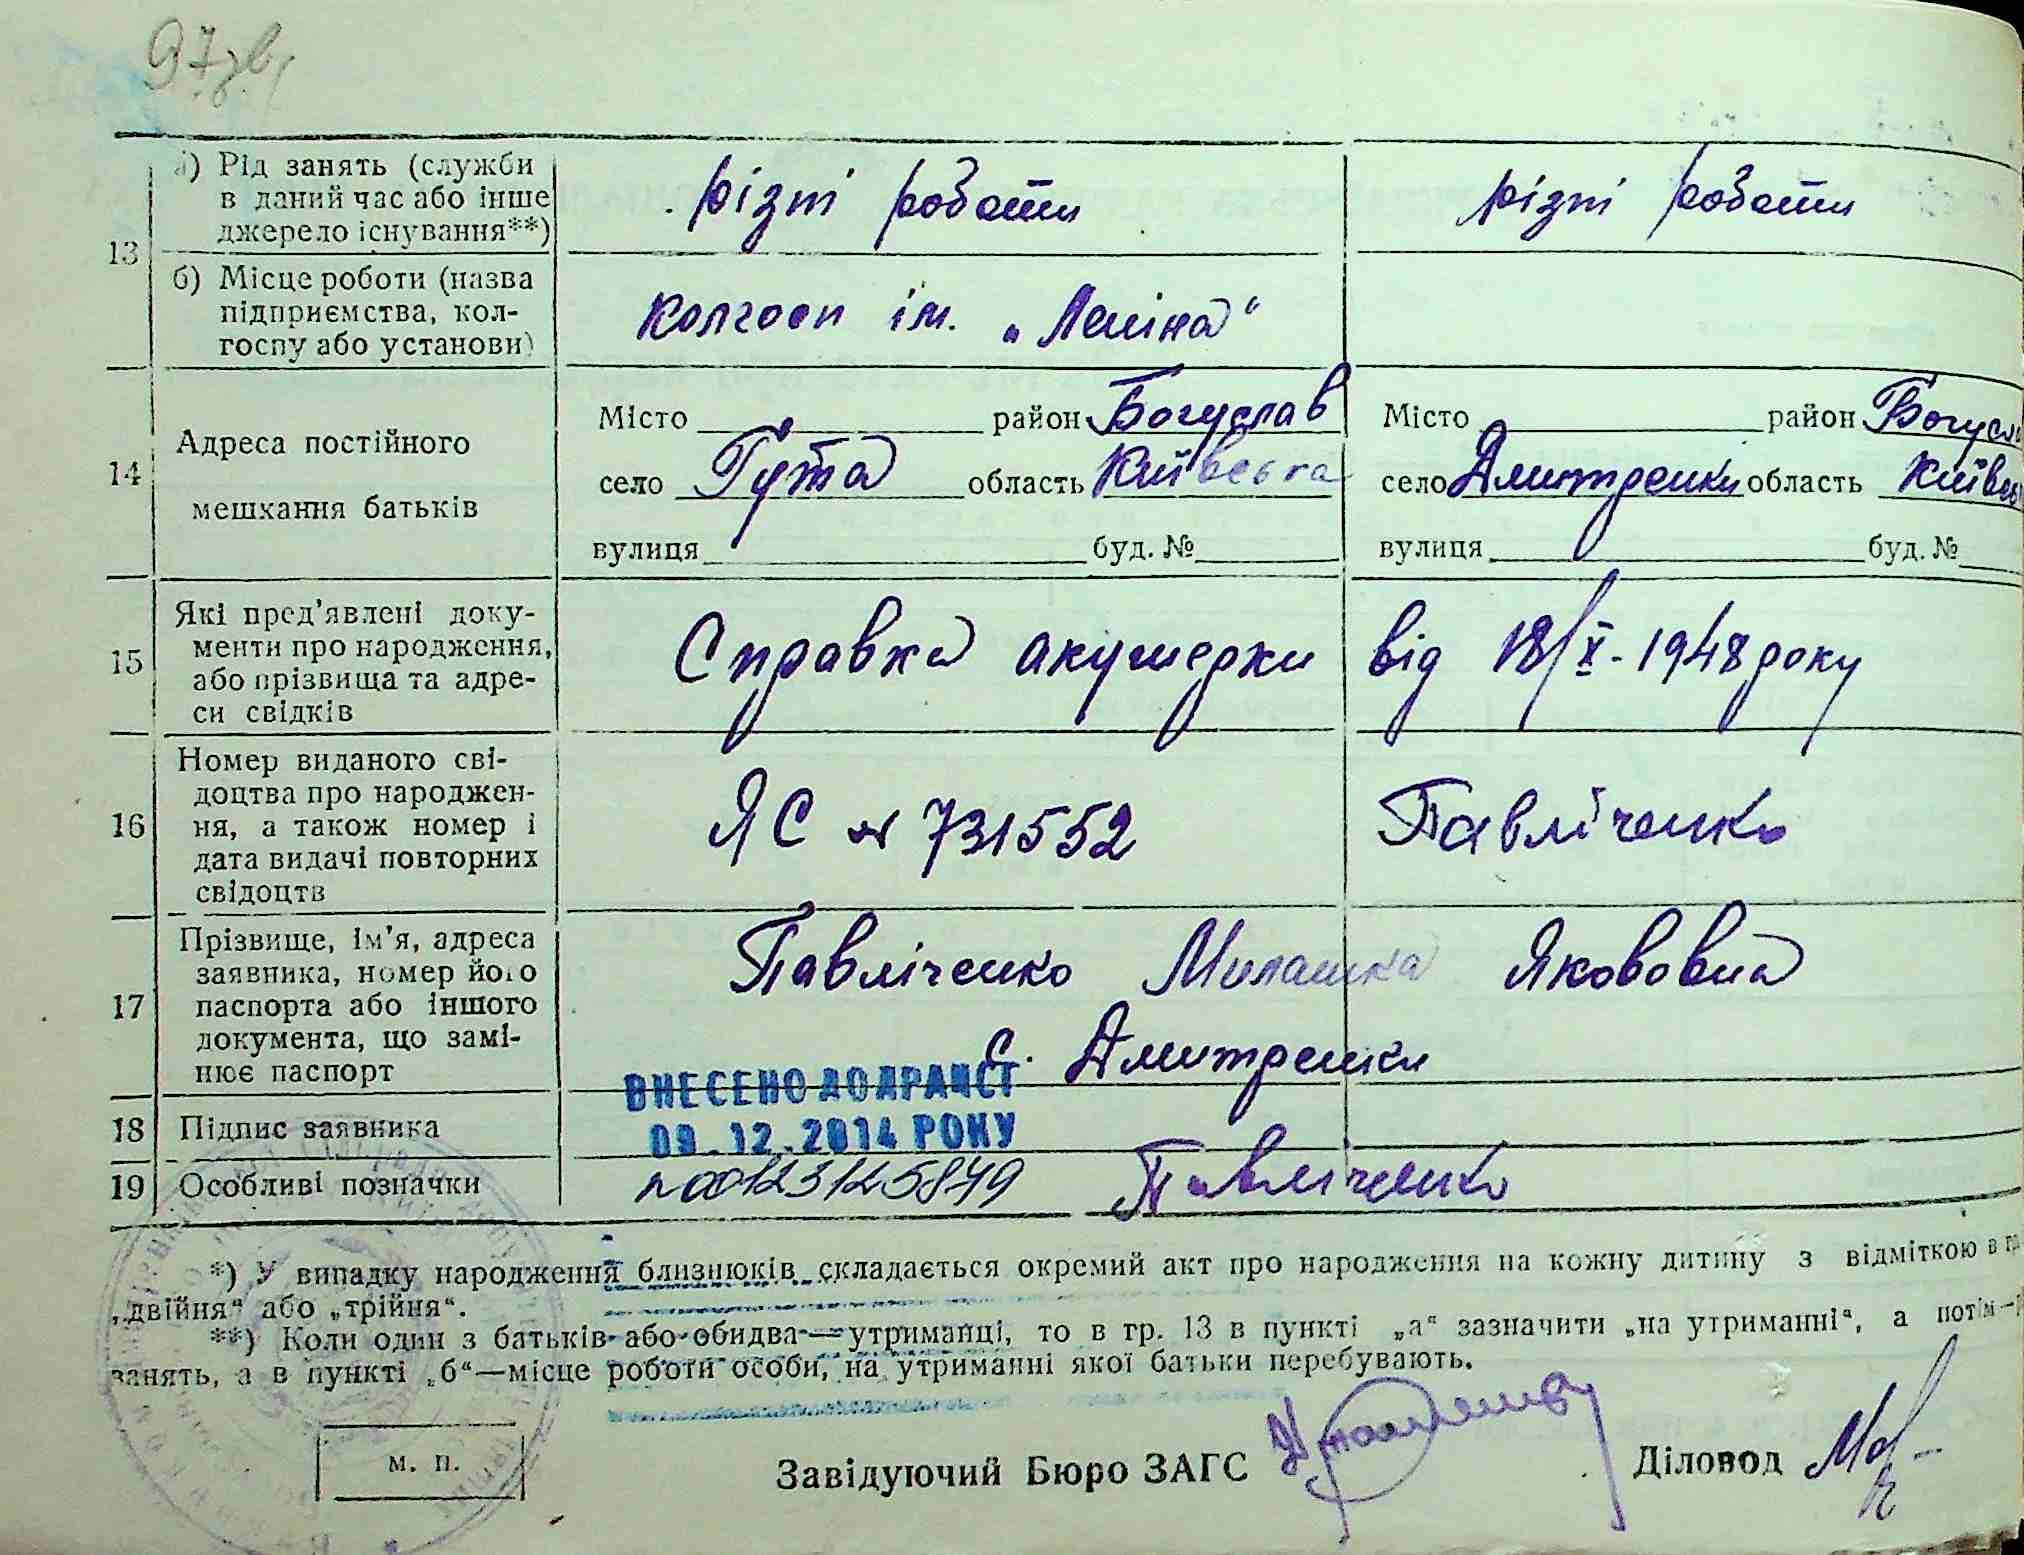 97зв.
13
а) Рід занять (служби
в даний час або інше
джерело існування**)
різні роботи
різні роботи
б) Місце роботи (назва
підприємства, кол-
госпу або установи)
колгосп ім. „Леніна“
14
Адреса постійного
мешхання батьків
Місто район Богуслав
село Гута область Київська
вулиця буд. №
Місто район Богусла
село Дмитренки область Київсь
вулиця буд. №
15
Які пред’явлені доку-
менти про народження,
або прізвища та адре-
си свідків
Справка акушерки від 18/X-1948 року
16
Номер виданого сві-
доцтва про народжен-
ня, а також номер і
дата видачі повторних
свідоцтв
ЯС № 731552 Павліченко
17
Прізвище, ім’я, адреса
заявника, номер його
паспорта або іншого
документа, що замі-
нює паспорт
Павліченко Милашка Яковівна
с. Дмитренки
ВНЕСЕНО ДО ДРАЦСТ
09.12.2014 РОКУ
18 Підпис заявника
19 Особливі позначки
n00123125849
Павліченко
*) У випадку народження близнюків складається окремий акт про народження на кожну дитину з відміткою в гр
„двійня“ або „трійня“.
**) Коли один з батьків або обидва—утриманці, то в гр. 13 в пункті „а“ зазначити „на утриманні“, а потім—р
занять, а в пункті „б“—місце роботи особи, на утриманні якої батьки перебувають.
м. п.
Завідуючий Бюро ЗАГС
Діловод